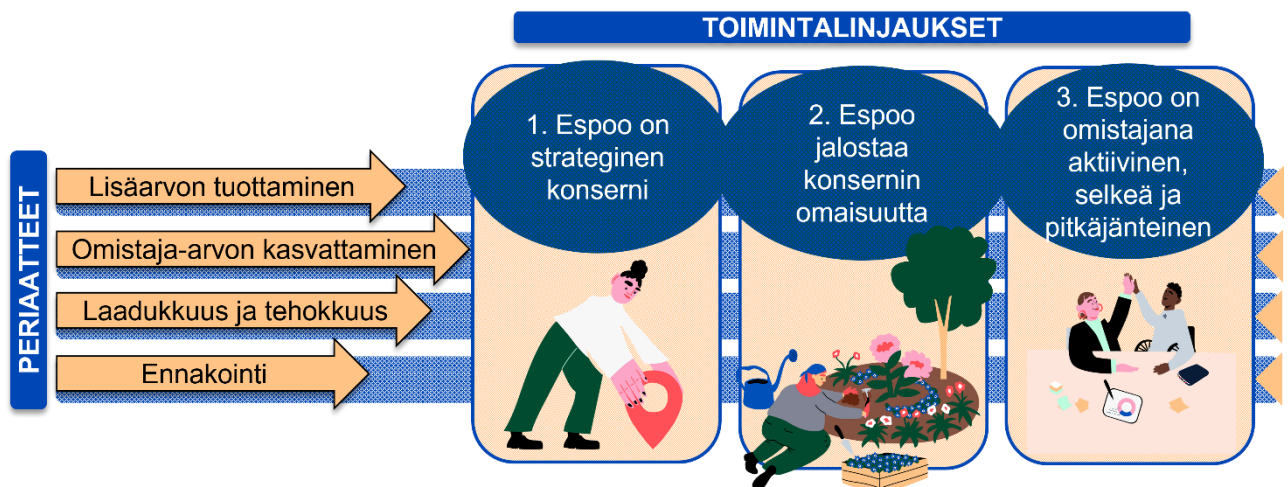 TOIMINTALINJAUKSET
1. Espoo on
strateginen
konserni
2. Espoo
jalostaa
konsernin
omaisuutta
3. Espoo on
omistajana
aktiivinen,
selkeä ja
pitkäjänteinen
PERIAATTEET
Lisäarvon tuottaminen
Omistaja-arvon kasvattaminen
Laadukkuus ja tehokkuus
Ennakointi